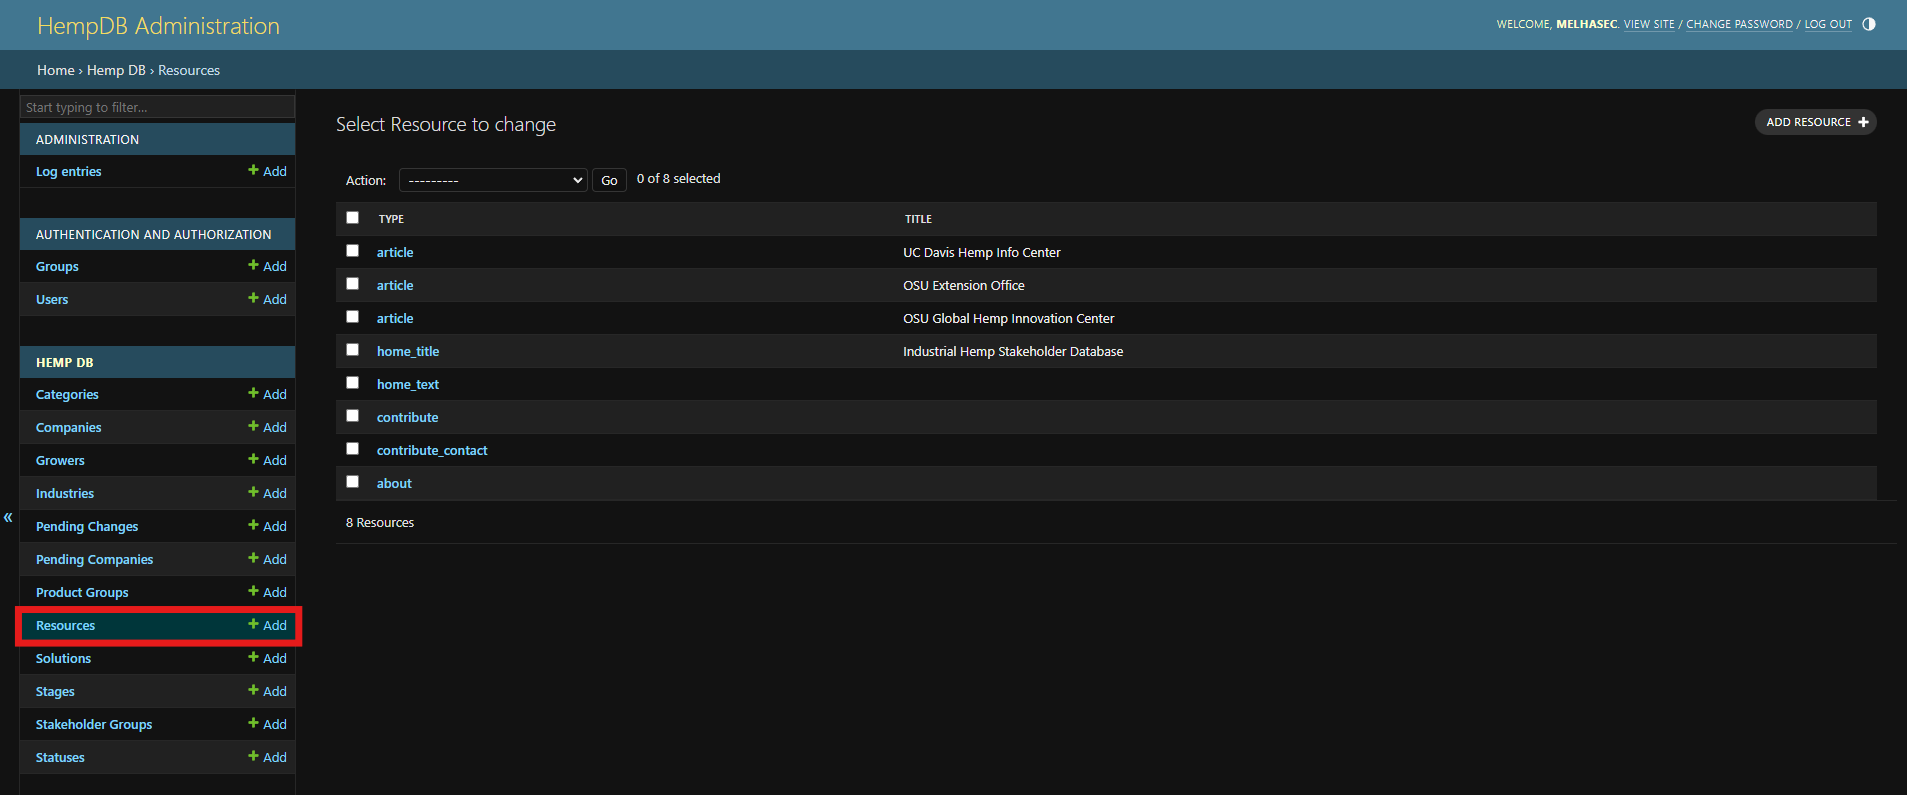 HempDB Administration
WELCOME, MELHASEC. VIEW SITE / CHANGE PASSWORD / LOG OUT
Home › Hemp DB › Resources
Start typing to filter...
ADMINISTRATION
Log entries + Add
AUTHENTICATION AND AUTHORIZATION
Groups + Add
Users + Add
HEMP DB
Categories + Add
Companies + Add
Growers + Add
Industries + Add
Pending Changes + Add
Pending Companies + Add
Product Groups + Add
Resources + Add
Solutions + Add
Stages + Add
Stakeholder Groups + Add
Statuses + Add
«
Select Resource to change
ADD RESOURCE +
Action: --------- Go 0 of 8 selected
TYPE TITLE
article UC Davis Hemp Info Center
article OSU Extension Office
article OSU Global Hemp Innovation Center
home_title Industrial Hemp Stakeholder Database
home_text
contribute
contribute_contact
about
8 Resources